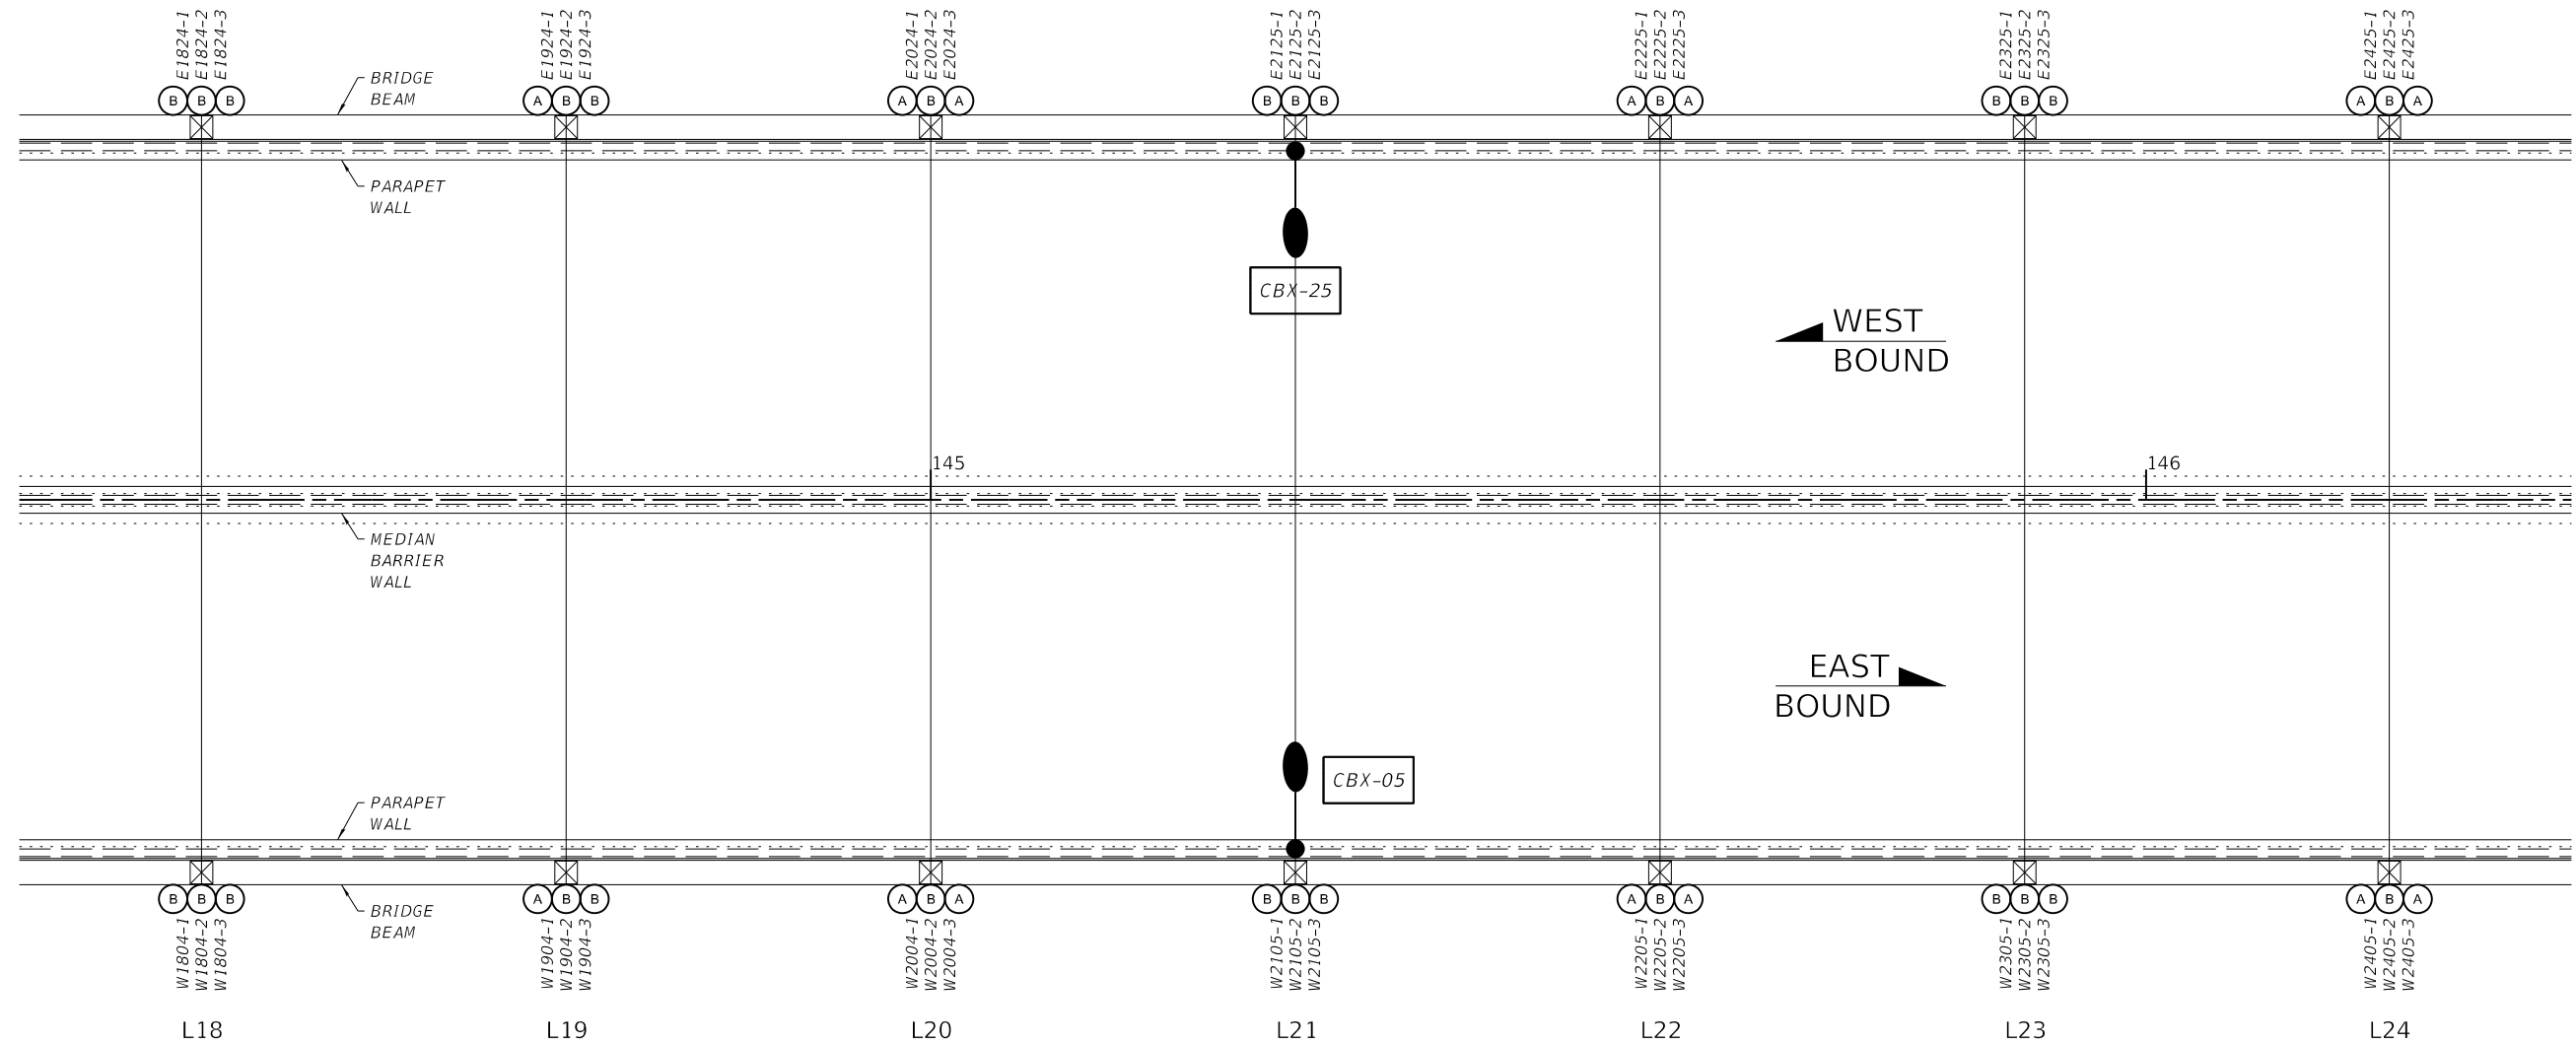 E1824-1
E1824-2
E1824-3
E1924-1
E1924-2
E1924-3
E2024-1
E2024-2
E2024-3
E2125-1
E2125-2
E2125-3
E2225-1
E2225-2
E2225-3
E2325-1
E2325-2
E2325-3
E2425-1
E2425-2
E2425-3
B B B
A B B
A B A
B B B
A B A
B B B
A B A
BRIDGE
BEAM
PARAPET
WALL
CBX-25
WEST
BOUND
145
146
MEDIAN
BARRIER
WALL
EAST
BOUND
CBX-05
PARAPET
WALL
BRIDGE
BEAM
B B B
A B B
A B A
B B B
A B A
B B B
A B A
W1804-1
W1804-2
W1804-3
W1904-1
W1904-2
W1904-3
W2004-1
W2004-2
W2004-3
W2105-1
W2105-2
W2105-3
W2205-1
W2205-2
W2205-3
W2305-1
W2305-2
W2305-3
W2405-1
W2405-2
W2405-3
L18
L19
L20
L21
L22
L23
L24